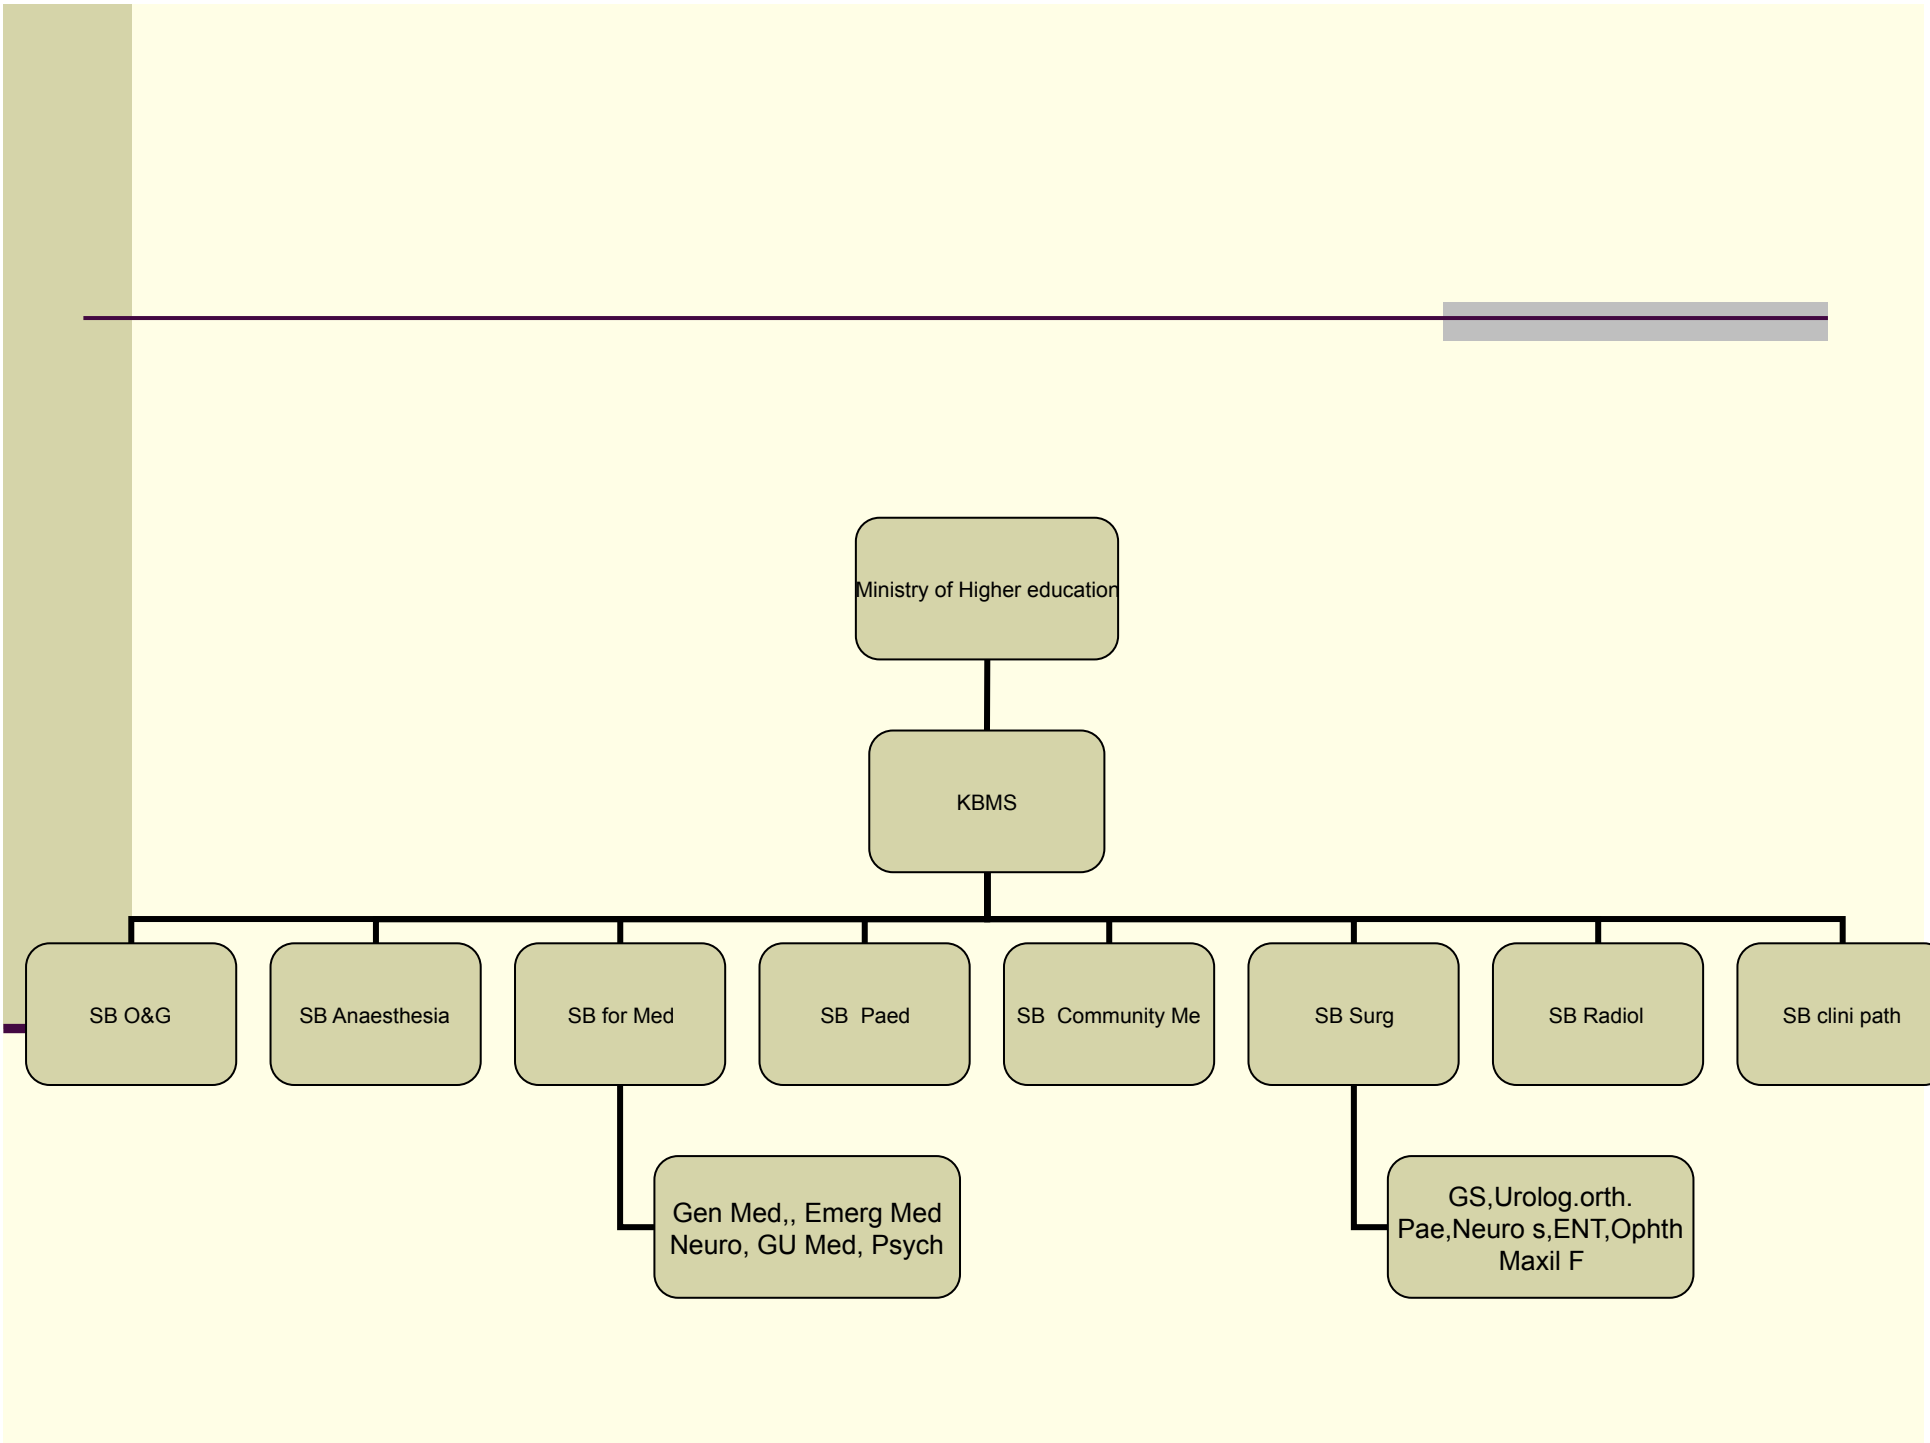 Ministry of Higher education
KBMS
SB O&G
SB Anaesthesia
SB for Med
SB  Paed
SB  Community Me
SB Surg
SB Radiol
SB clini path
Gen Med,, Emerg Med
Neuro, GU Med, Psych
GS,Urolog.orth.
Pae,Neuro s,ENT,Ophth
Maxil F